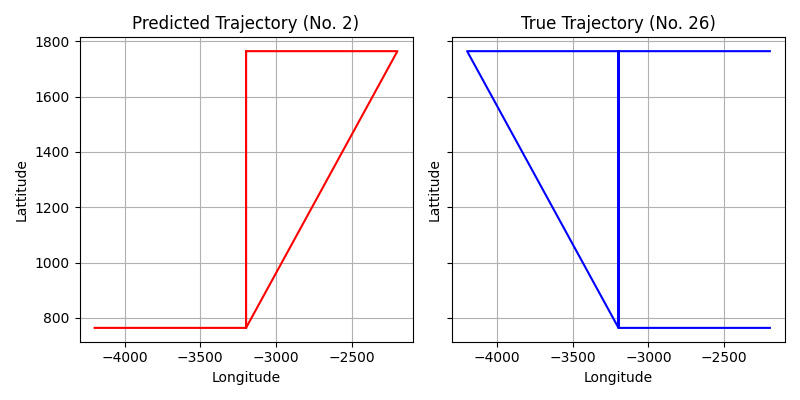 Predicted Trajectory (No. 2)
True Trajectory (No. 26)
1800
1600
1400
1200
1000
800
Lattitude
Lattitude
−4000 −3500 −3000 −2500
−4000 −3500 −3000 −2500
Longitude
Longitude